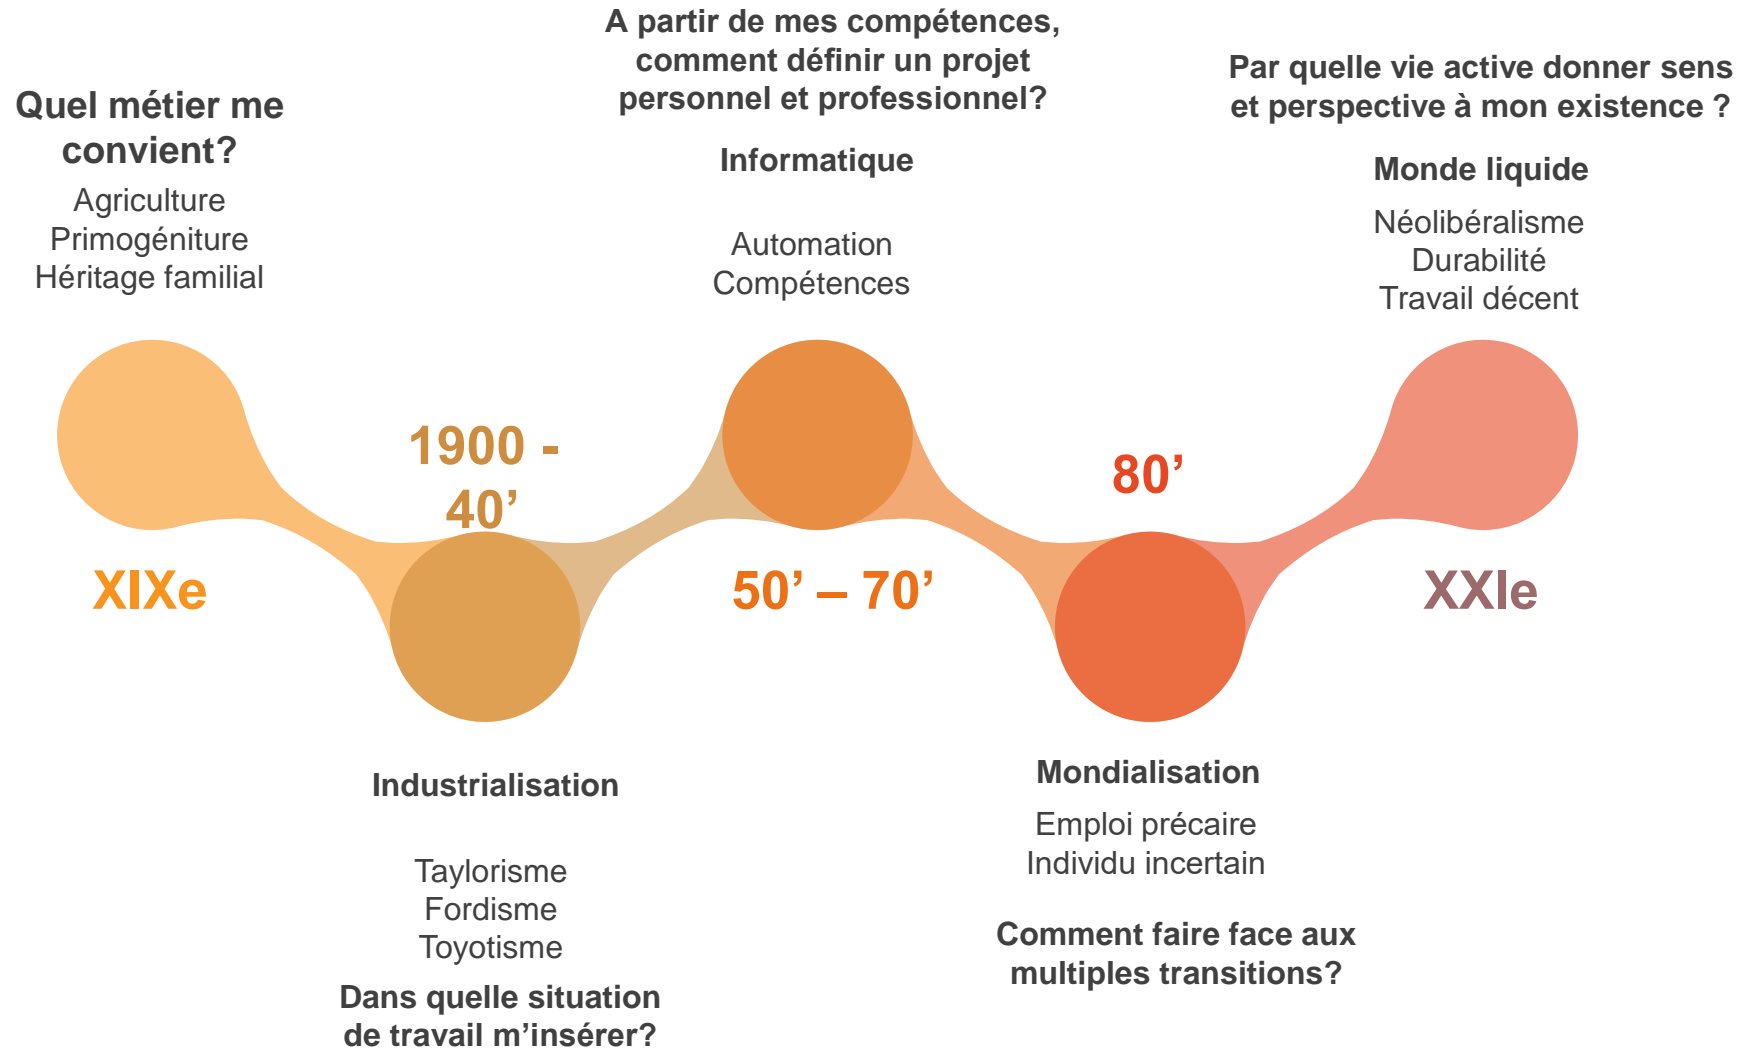 Quel métier me
convient?
Agriculture
Primogéniture
Héritage familial
XIXe
1900 -
40’
Industrialisation
Taylorisme
Fordisme
Toyotisme
Dans quelle situation
de travail m’insérer?
A partir de mes compétences,
comment définir un projet
personnel et professionnel?
Informatique
Automation
Compétences
50’ – 70’
80’
Mondialisation
Emploi précaire
Individu incertain
Comment faire face aux
multiples transitions?
Par quelle vie active donner sens
et perspective à mon existence ?
Monde liquide
Néolibéralisme
Durabilité
Travail décent
XXIe